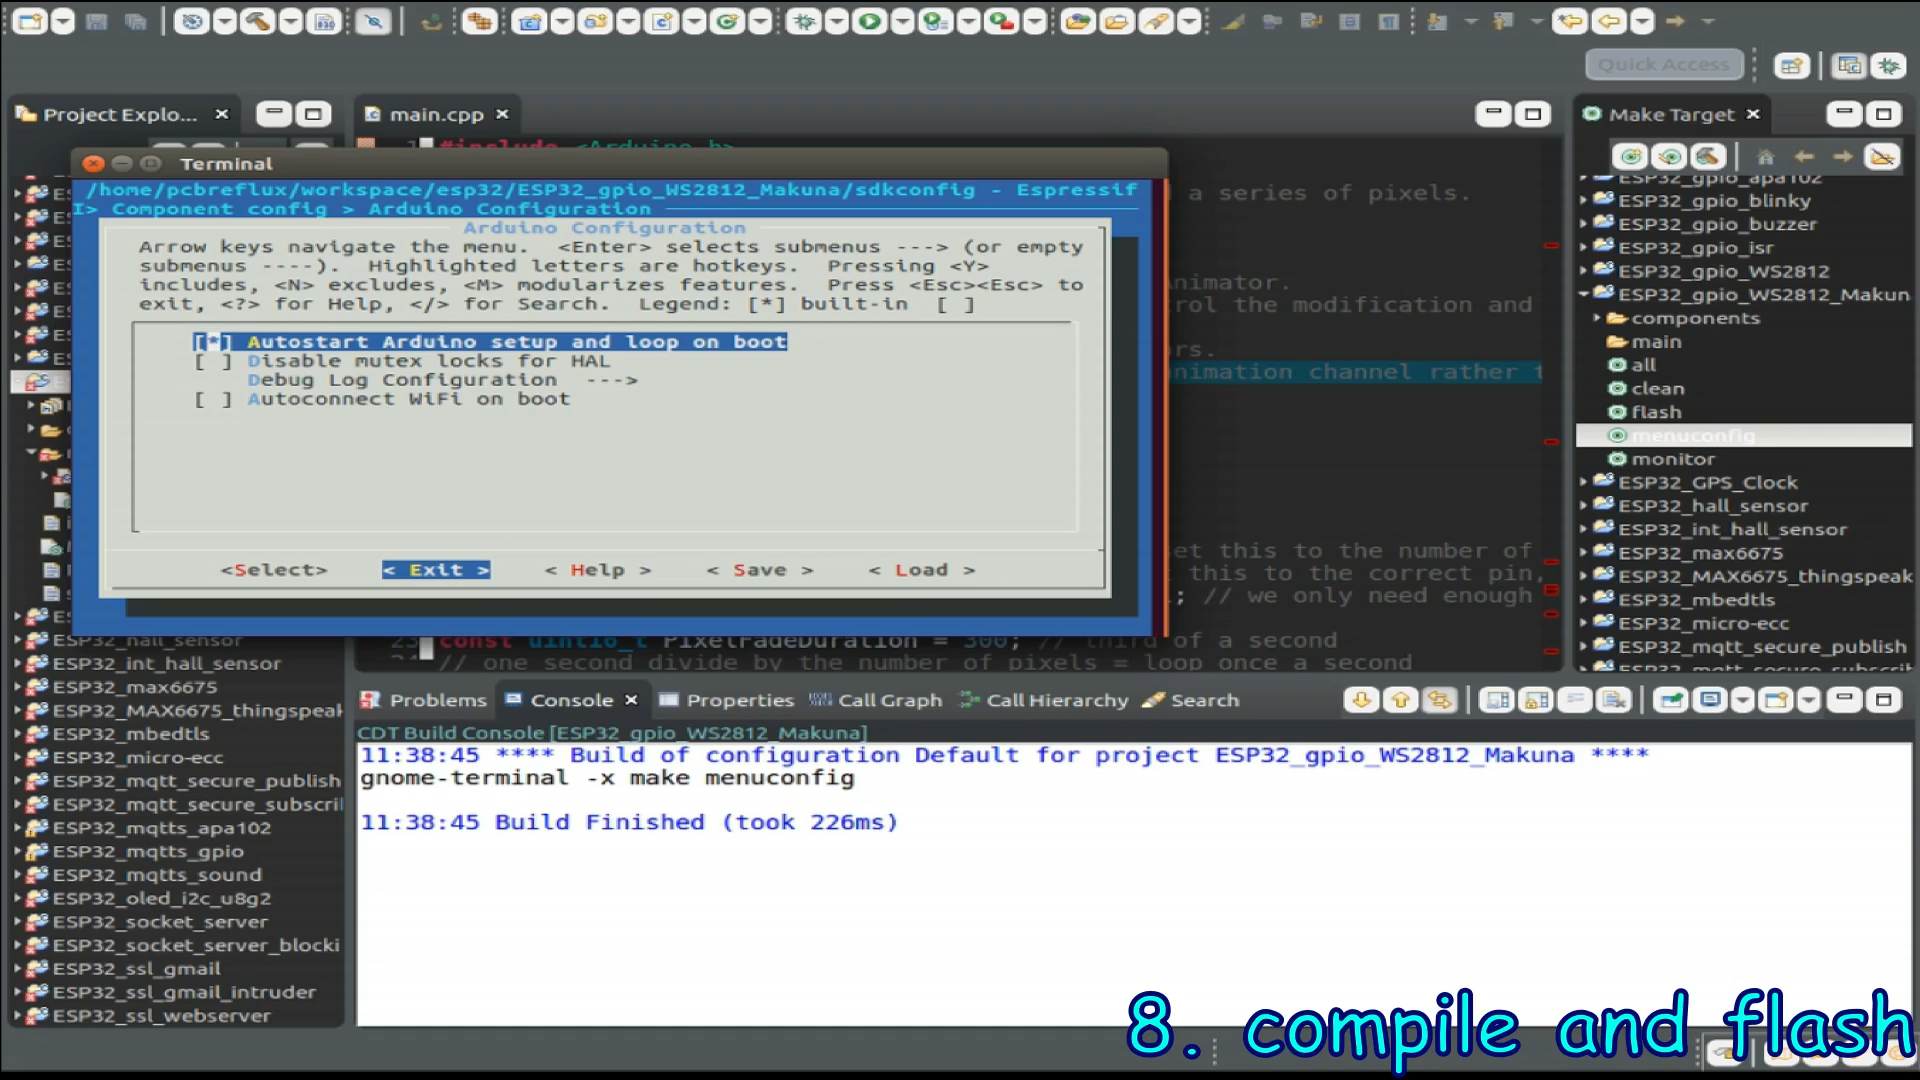 Quick Access
Project Explo...
main.cpp
Make Target
#include <Arduino.h>
Terminal
/home/pcbreflux/workspace/esp32/ESP32_gpio_WS2812_Makuna/sdkconfig - Espressif
I> Component config > Arduino Configuration
Arduino Configuration
Arrow keys navigate the menu. <Enter> selects submenus ---> (or empty
submenus ----). Highlighted letters are hotkeys. Pressing <Y>
includes, <N> excludes, <M> modularizes features. Press <Esc><Esc> to
exit, <?> for Help, </> for Search. Legend: [*] built-in [ ]
[*] Autostart Arduino setup and loop on boot
[ ] Disable mutex locks for HAL
Debug Log Configuration --->
[ ] Autoconnect WiFi on boot
<Select> < Exit > < Help > < Save > < Load >
a series of pixels.
nimator.
rol the modification and
rs.
nimation channel rather t
set this to the number of
this to the correct pin,
; // we only need enough
23 const uint16_t PixelFadeDuration = 300; // third of a second
24 // one second divide by the number of pixels = loop once a second
ESP32_gpio_apa102
ESP32_gpio_blinky
ESP32_gpio_buzzer
ESP32_gpio_isr
ESP32_gpio_WS2812
ESP32_gpio_WS2812_Makun
components
main
all
clean
flash
menuconfig
monitor
ESP32_GPS_Clock
ESP32_hall_sensor
ESP32_int_hall_sensor
ESP32_max6675
ESP32_MAX6675_thingspeak
ESP32_mbedtls
ESP32_micro-ecc
ESP32_mqtt_secure_publish
ESP32_mqtt_secure_subscrib
ESP32_hall_sensor
ESP32_int_hall_sensor
ESP32_max6675
ESP32_MAX6675_thingspeak
ESP32_mbedtls
ESP32_micro-ecc
ESP32_mqtt_secure_publish
ESP32_mqtt_secure_subscri
ESP32_mqtts_apa102
ESP32_mqtts_gpio
ESP32_mqtts_sound
ESP32_oled_i2c_u8g2
ESP32_socket_server
ESP32_socket_server_blocki
ESP32_ssl_gmail
ESP32_ssl_gmail_intruder
ESP32_ssl_webserver
Problems Console Properties Call Graph Call Hierarchy Search
CDT Build Console [ESP32_gpio_WS2812_Makuna]
11:38:45 **** Build of configuration Default for project ESP32_gpio_WS2812_Makuna ****
gnome-terminal -x make menuconfig
11:38:45 Build Finished (took 226ms)
8. compile and flash